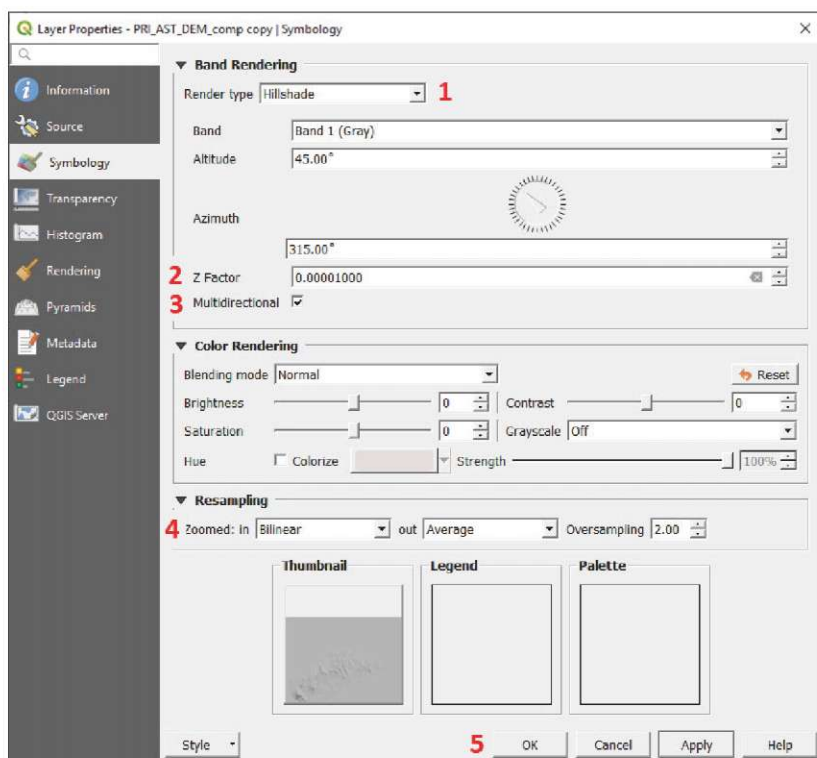 Layer Properties - PRI_AST_DEM_comp copy | Symbology
Information
Source
Symbology
Transparency
Histogram
Rendering
Pyramids
Metadata
Legend
QGIS Server
▼ Band Rendering
Render type Hillshade 1
Band Band 1 (Gray)
Altitude 45.00°
Azimuth
315.00°
2 Z Factor 0.00001000
3 Multidirectional
▼ Color Rendering
Blending mode Normal Reset
Brightness 0 Contrast 0
Saturation 0 Grayscale Off
Hue Colorize Strength 100%
▼ Resampling
4 Zoomed: in Bilinear out Average Oversampling 2.00
Thumbnail Legend Palette
Style 5 OK Cancel Apply Help